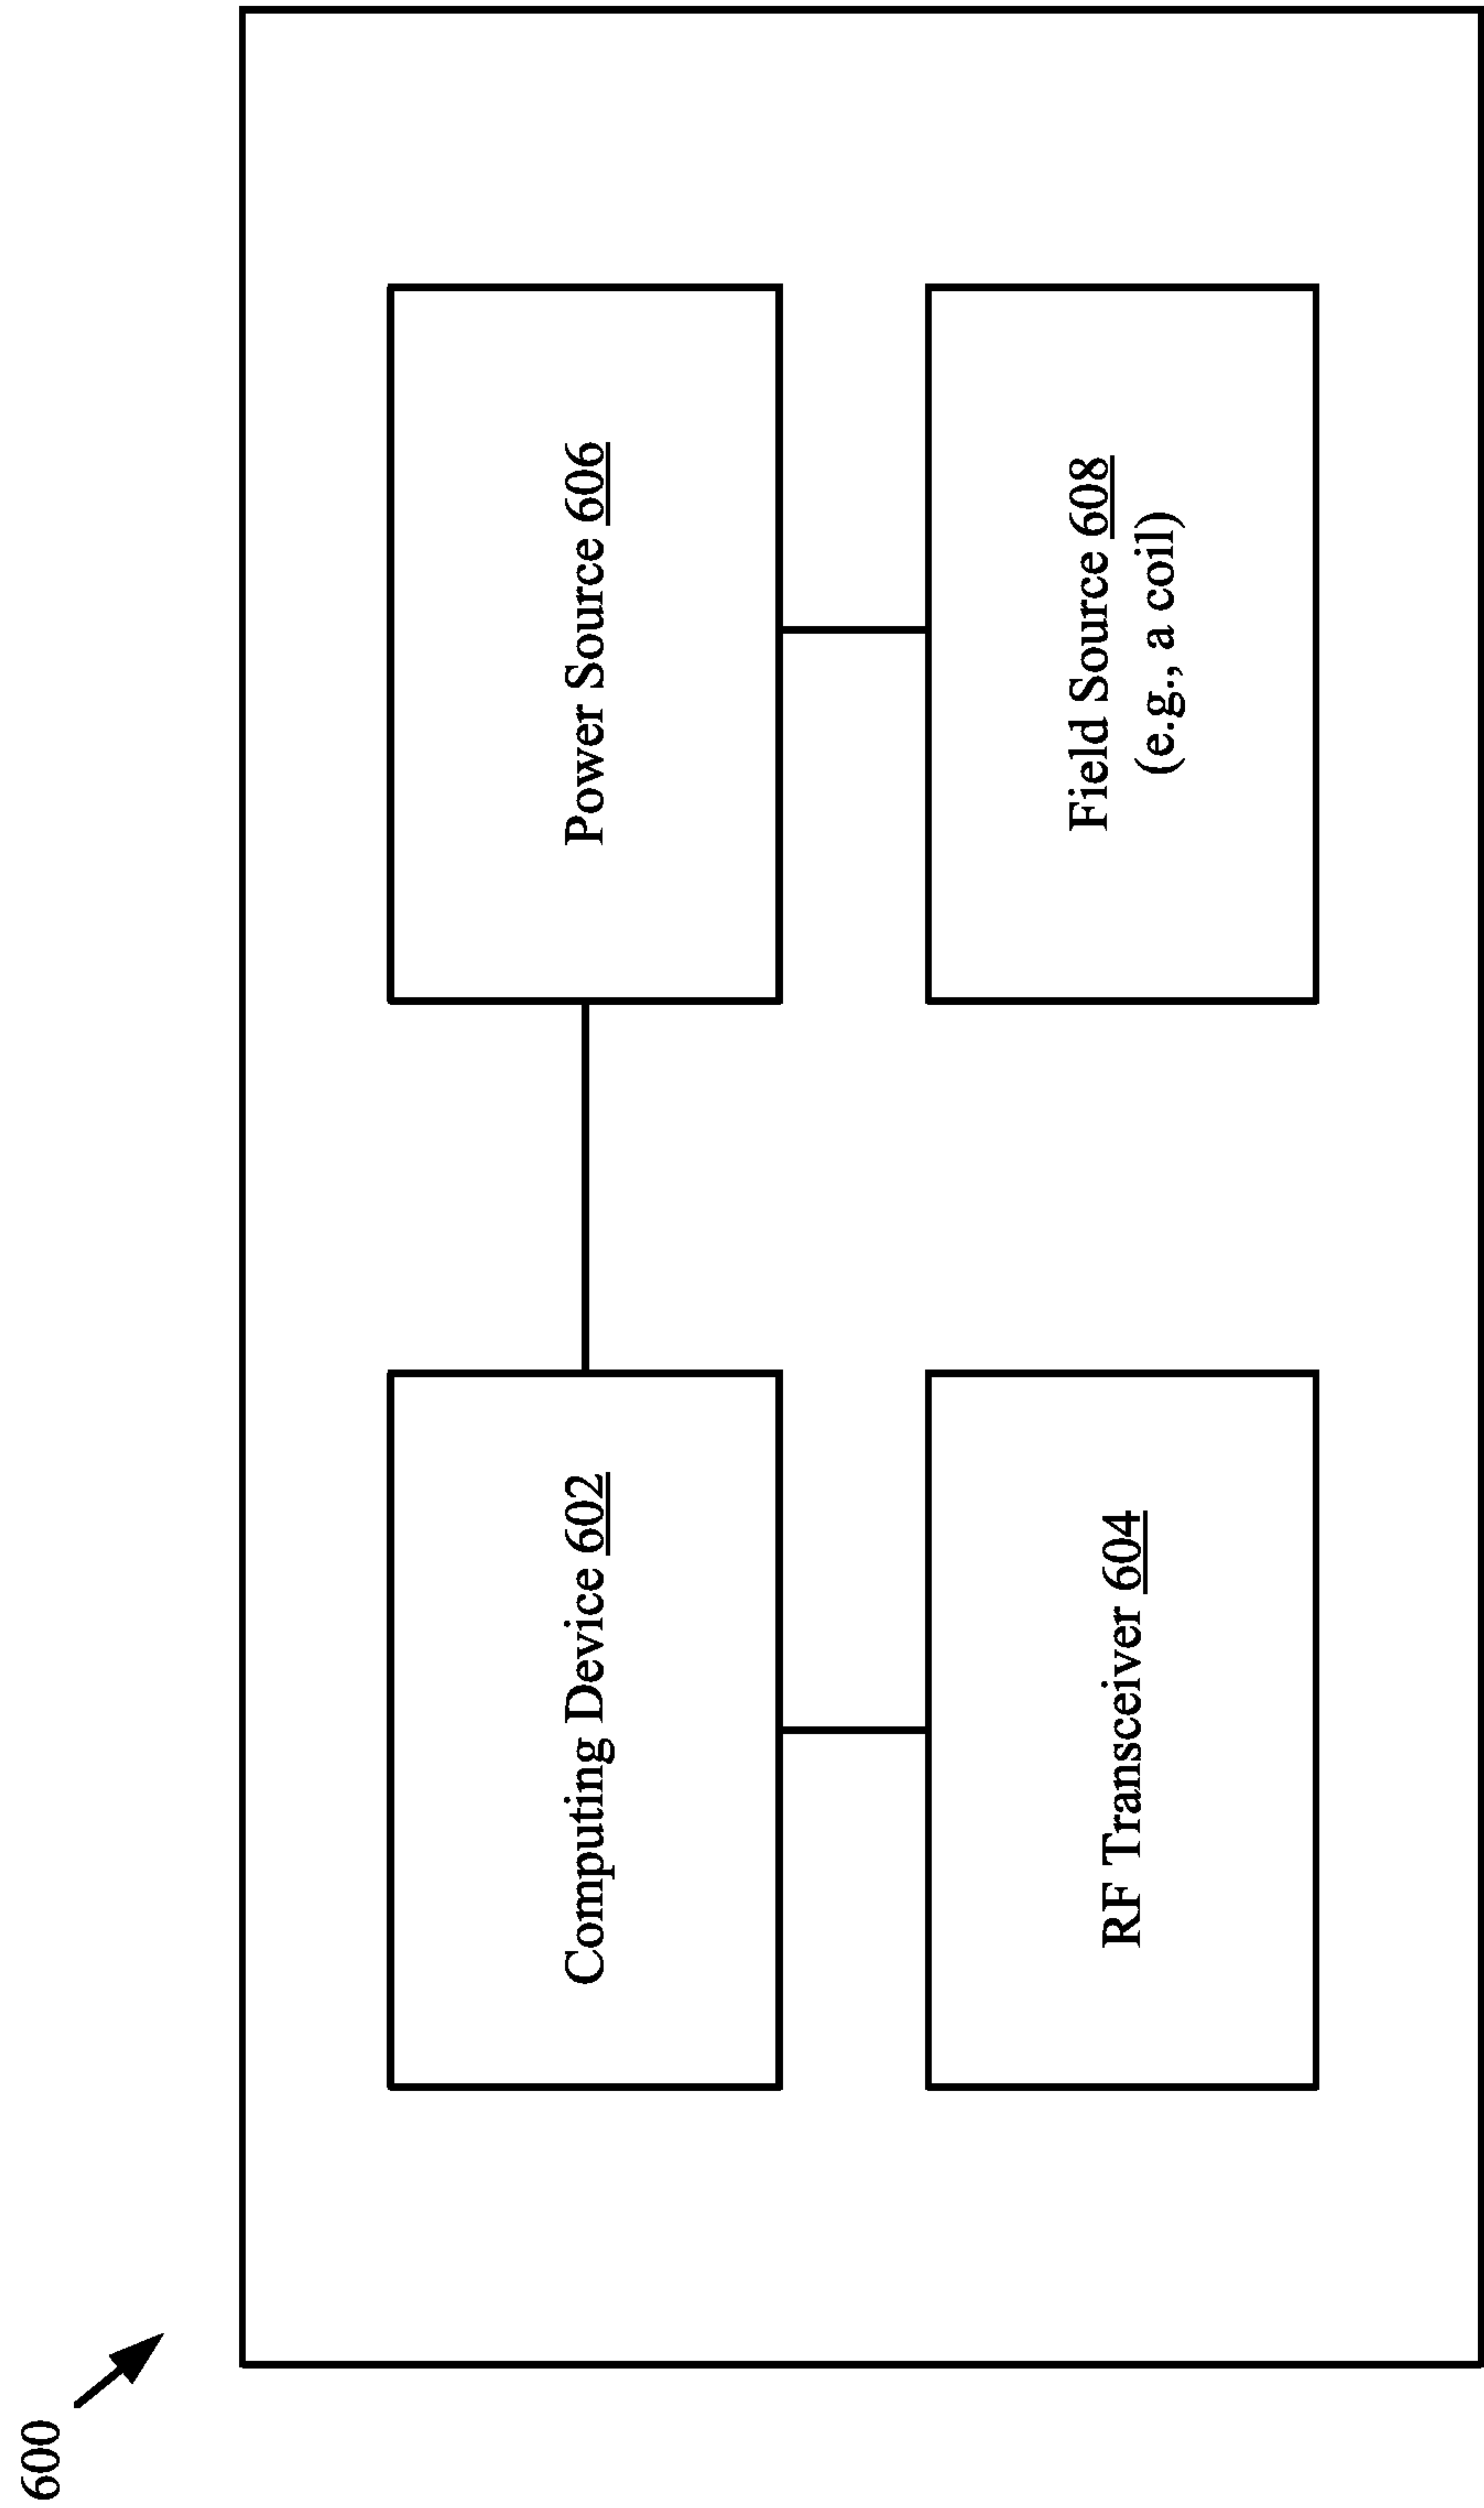 600
Computing Device 602
Power Source 606
RF Transceiver 604
Field Source 608
(e.g., a coil)